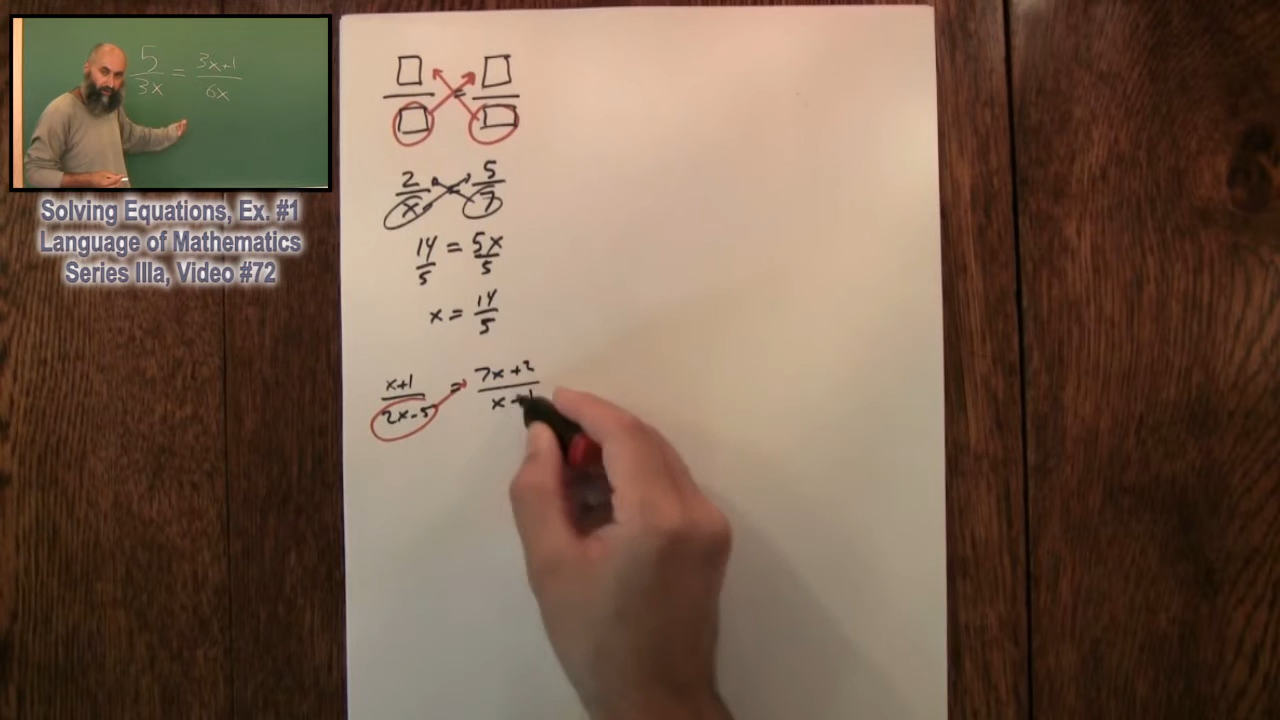 5/3x = 3x+1/6x
Solving Equations, Ex. #1
Language of Mathematics
Series IIIa, Video #72
□/□ = □/□
2/x = 5/7
14/5 = 5x/5
x = 14/5
x+1/2x-5 = 7x+2/x